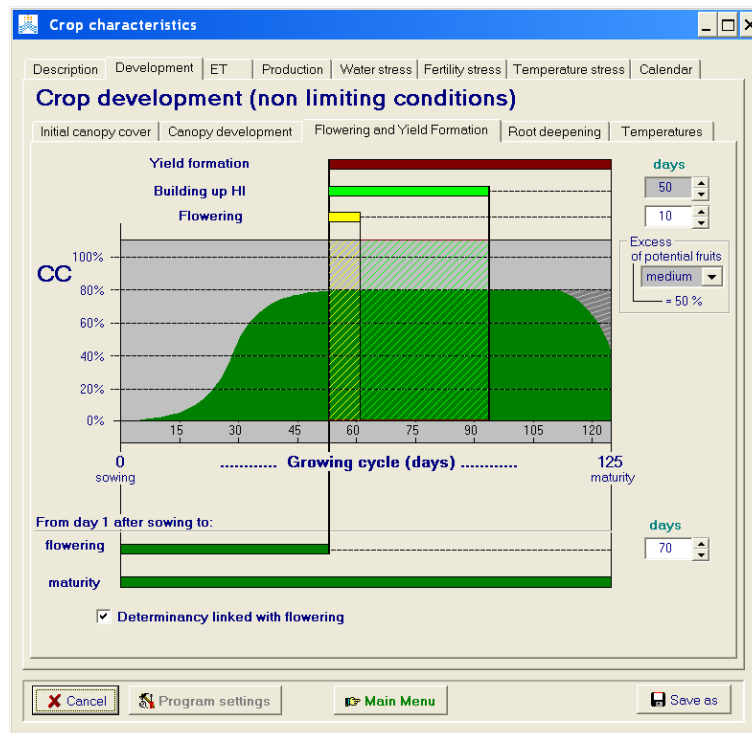 Crop characteristics
Description Development ET Production Water stress Fertility stress Temperature stress Calendar
Crop development (non limiting conditions)
Initial canopy cover Canopy development Flowering and Yield Formation Root deepening Temperatures
Yield formation days
Building up HI 50
Flowering 10
Excess
of potential fruits
medium
= 50 %
CC
100%
80%
60%
40%
20%
0%
15 30 45 60 75 90 105 120
0 ........... Growing cycle (days) ........... 125
sowing maturity
From day 1 after sowing to: days
flowering 70
maturity
Determinancy linked with flowering
Cancel Program settings Main Menu Save as